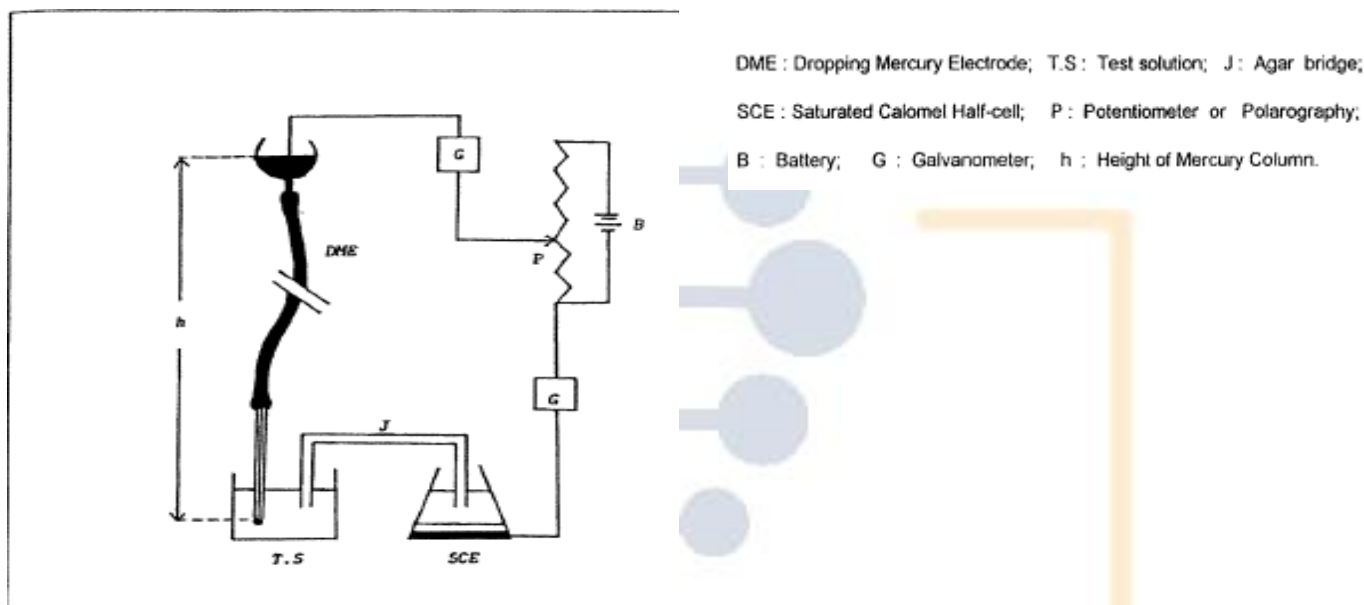 DME : Dropping Mercury Electrode; T.S : Test solution; J : Agar bridge;
SCE : Saturated Calomel Half-cell; P : Potentiometer or Polarography;
B : Battery; G : Galvanometer; h : Height of Mercury Column.
G
B
DME
P
h
G
J
T.S
SCE